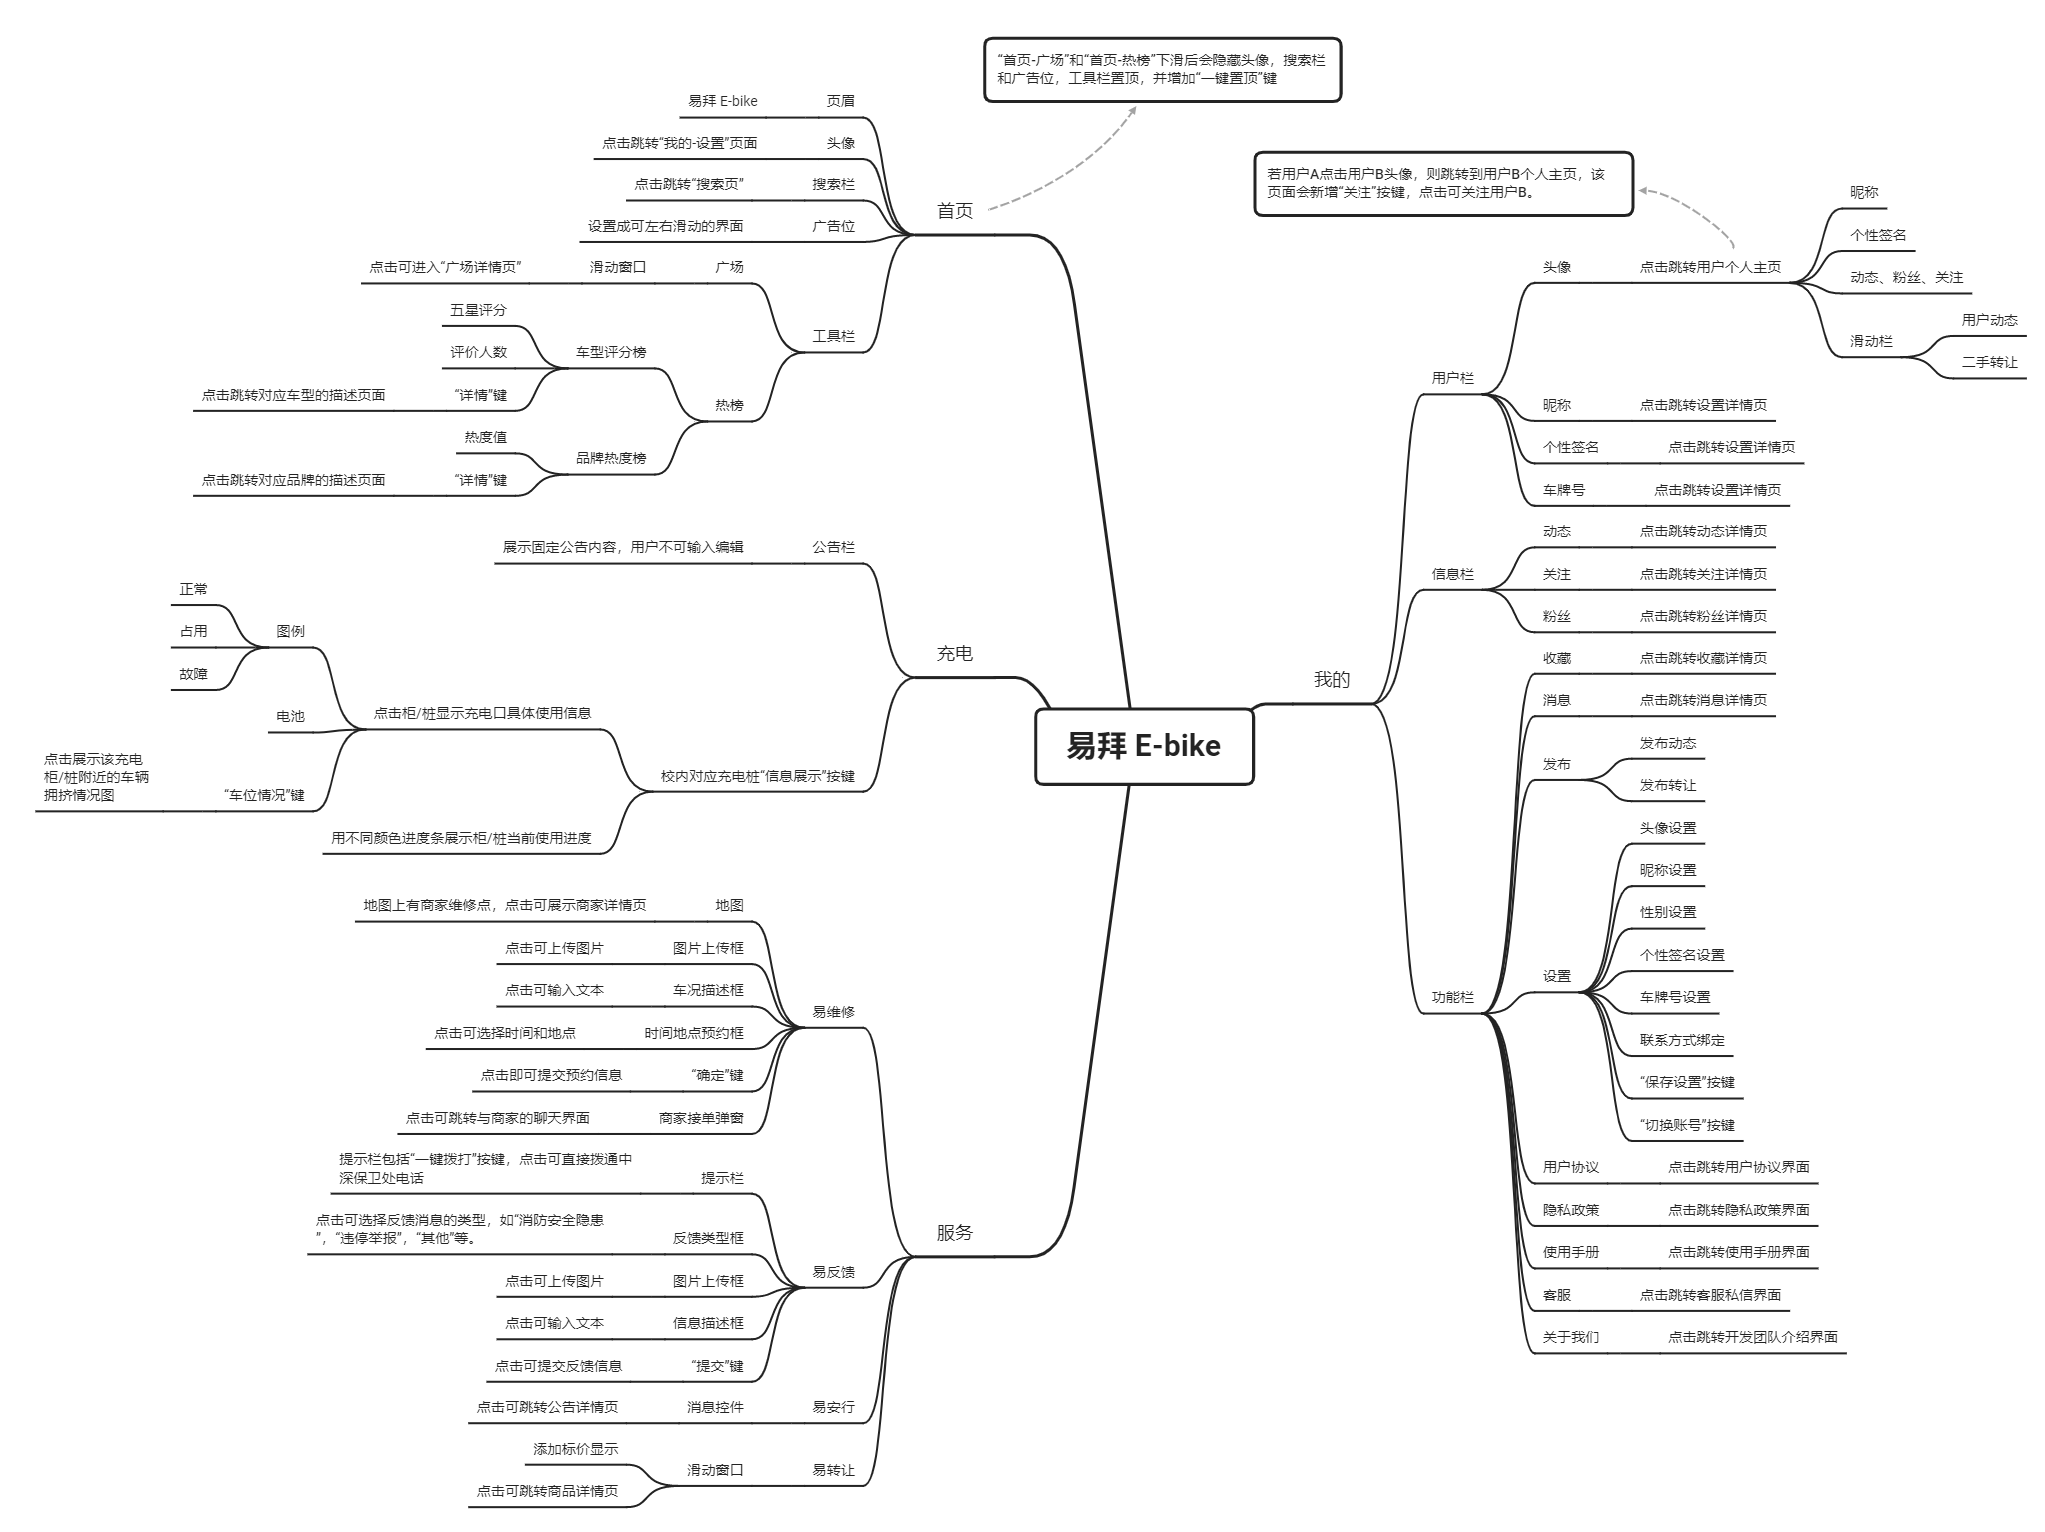 “首页-广场”和“首页-热榜”下滑后会隐藏头像，搜索栏
和广告位，工具栏置顶，并增加“一键置顶”键
易拜 E-bike
页眉
点击跳转“我的-设置”页面
头像
点击跳转“搜索页”
搜索栏
首页
设置成可左右滑动的界面
广告位
点击可进入“广场详情页”
滑动窗口
广场
五星评分
工具栏
评价人数
车型评分榜
点击跳转对应车型的描述页面
“详情”键
热榜
热度值
品牌热度榜
点击跳转对应品牌的描述页面
“详情”键
展示固定公告内容，用户不可输入编辑
公告栏
正常
占用
图例
故障
充电
电池
点击柜/桩显示充电口具体使用信息
点击展示该充电
柜/桩附近的车辆
拥挤情况图
“车位情况”键
校内对应充电桩“信息展示”按键
用不同颜色进度条展示柜/桩当前使用进度
易拜 E-bike
地图上有商家维修点，点击可展示商家详情页
地图
点击可上传图片
图片上传框
点击可输入文本
车况描述框
易维修
点击可选择时间和地点
时间地点预约框
点击即可提交预约信息
“确定”键
点击可跳转与商家的聊天界面
商家接单弹窗
提示栏包括“一键拨打”按键，点击可直接拨通中
深保卫处电话
提示栏
点击可选择反馈消息的类型，如“消防安全隐患
”，“违停举报”，“其他”等。
反馈类型框
服务
点击可上传图片
图片上传框
易反馈
点击可输入文本
信息描述框
点击可提交反馈信息
“提交”键
点击可跳转公告详情页
消息控件
易安行
添加标价显示
滑动窗口
易转让
点击可跳转商品详情页
若用户A点击用户B头像，则跳转到用户B个人主页，该
页面会新增“关注”按键，点击可关注用户B。
昵称
个性签名
头像
点击跳转用户个人主页
动态、粉丝、关注
用户动态
滑动栏
二手转让
用户栏
昵称
点击跳转设置详情页
个性签名
点击跳转设置详情页
车牌号
点击跳转设置详情页
动态
点击跳转动态详情页
信息栏
关注
点击跳转关注详情页
粉丝
点击跳转粉丝详情页
我的
收藏
点击跳转收藏详情页
消息
点击跳转消息详情页
发布动态
发布
发布转让
头像设置
昵称设置
性别设置
个性签名设置
设置
功能栏
车牌号设置
联系方式绑定
“保存设置”按键
“切换账号”按键
用户协议
点击跳转用户协议界面
隐私政策
点击跳转隐私政策界面
使用手册
点击跳转使用手册界面
客服
点击跳转客服私信界面
关于我们
点击跳转开发团队介绍界面